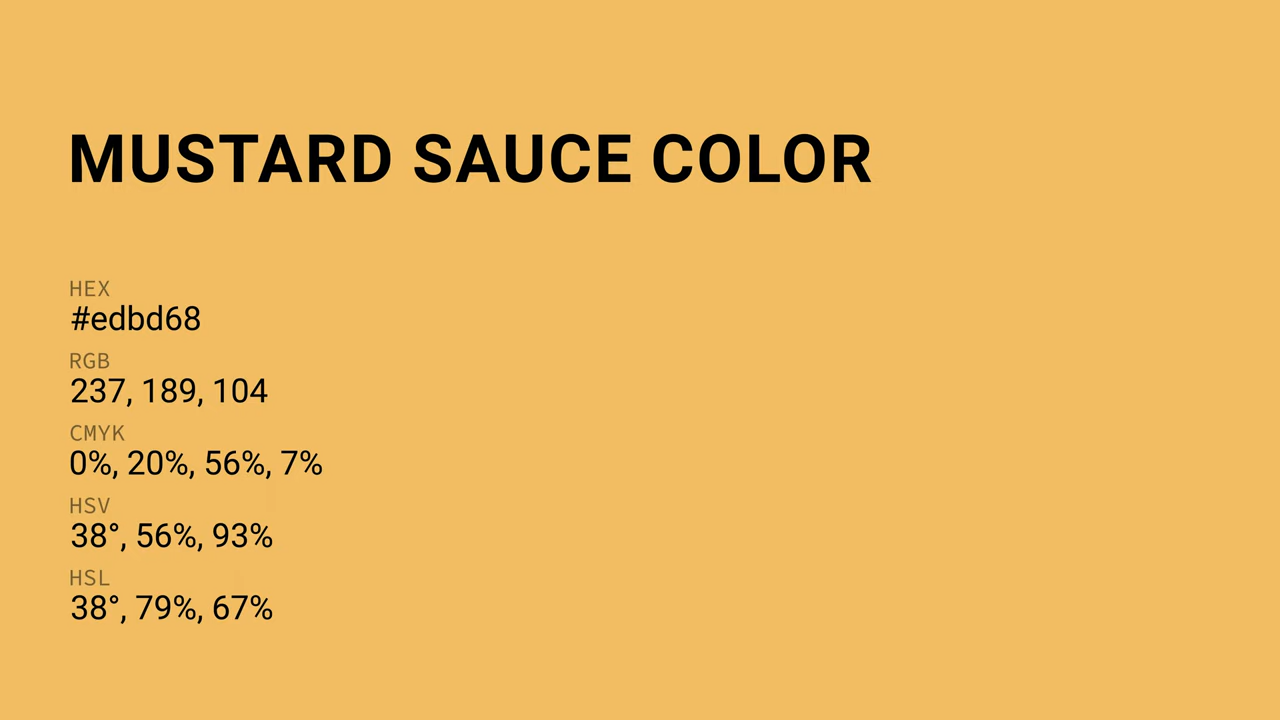 MUSTARD SAUCE COLOR
HEX
#edbd68
RGB
237, 189, 104
CMYK
0%, 20%, 56%, 7%
HSV
38°, 56%, 93%
HSL
38°, 79%, 67%